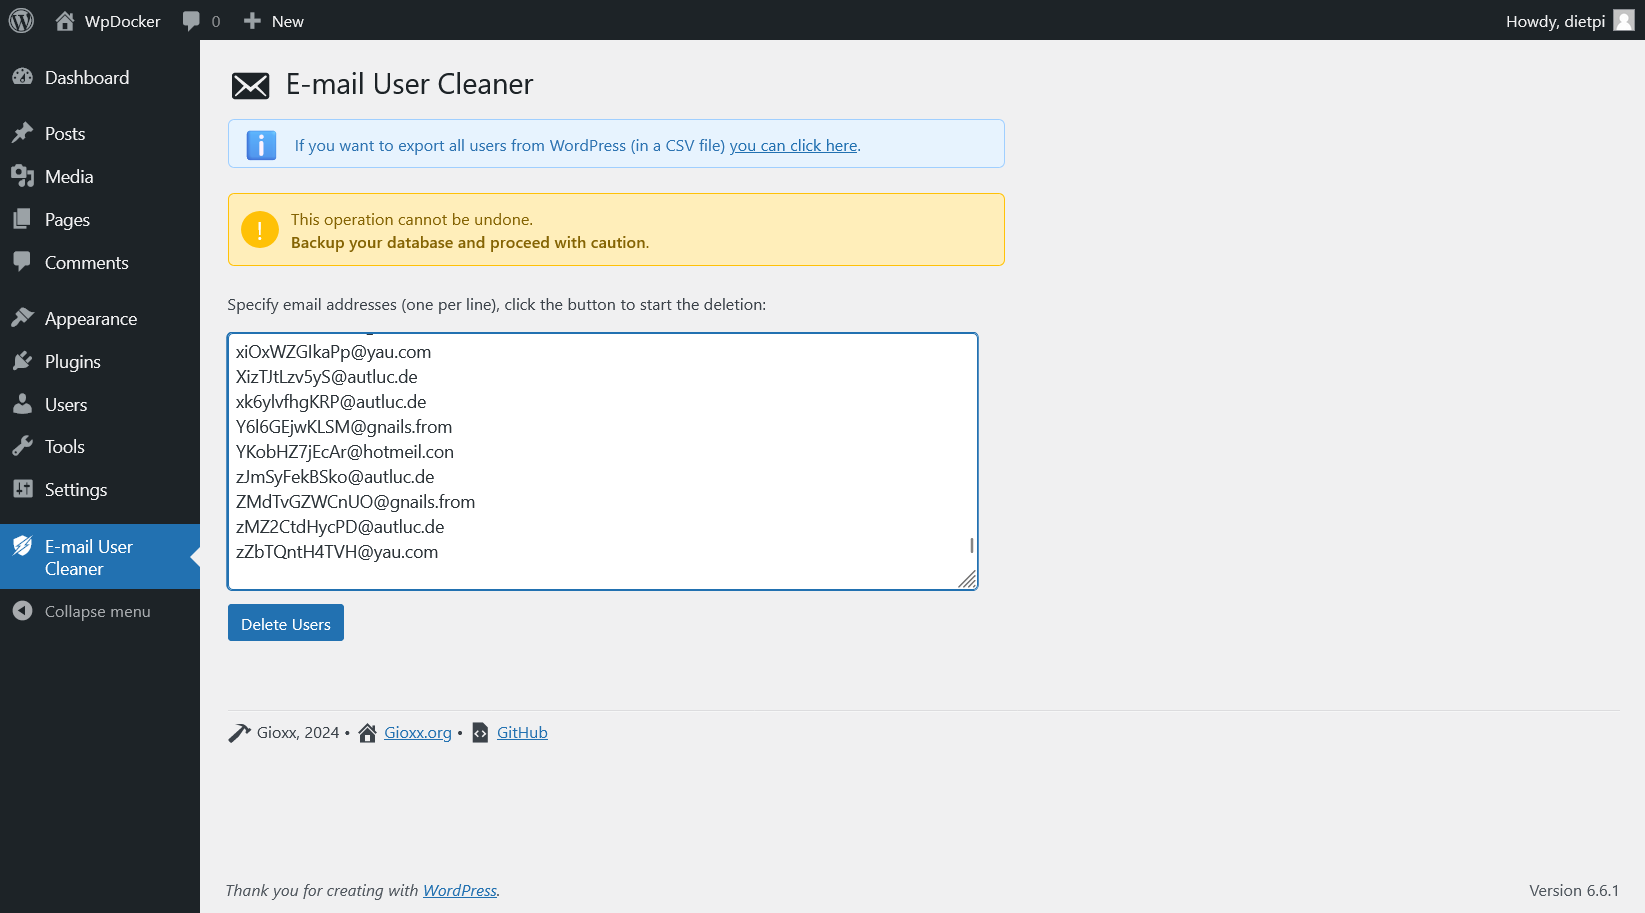 WpDocker
0
New
Howdy, dietpi
Dashboard
Posts
Media
Pages
Comments
Appearance
Plugins
Users
Tools
Settings
E-mail User
Cleaner
Collapse menu
E-mail User Cleaner
If you want to export all users from WordPress (in a CSV file) you can click here.
This operation cannot be undone.
Backup your database and proceed with caution.
Specify email addresses (one per line), click the button to start the deletion:
xiOxWZGIkaPp@yau.com
XizTJtLzv5yS@autluc.de
xk6ylvfhgKRP@autluc.de
Y6l6GEjwKLSM@gnails.from
YKobHZ7jEcAr@hotmeil.con
zJmSyFekBSko@autluc.de
ZMdTvGZWCnUO@gnails.from
zMZ2CtdHycPD@autluc.de
zZbTQntH4TVH@yau.com
Delete Users
Gioxx, 2024 • Gioxx.org • GitHub
Thank you for creating with WordPress.
Version 6.6.1